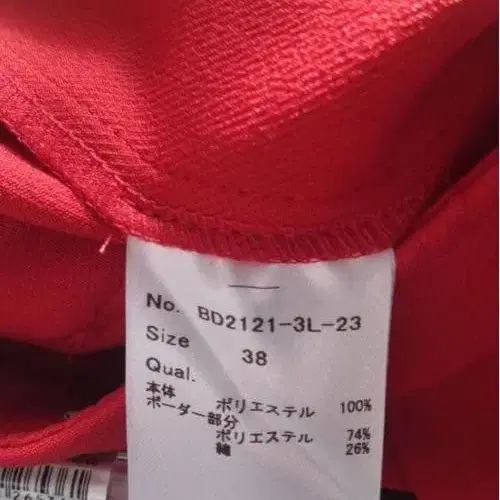 No. BD2121-3L-23
Size 38
Qual.
本体 ポリエステル 100%
ボーダー部分
ポリエステル 74%
綿 26%